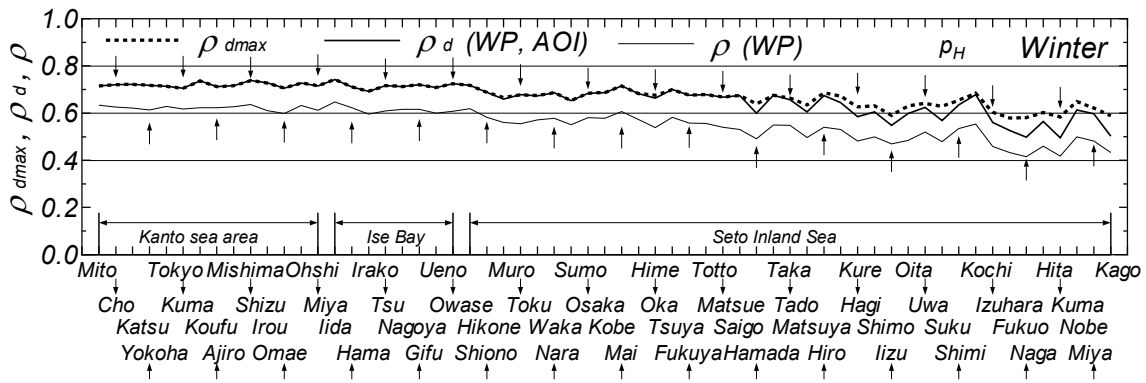 1.0
ρ dmax
ρ d (WP, AOI)
ρ (WP)
pH
Winter
0.8
0.6
0.4
0.2
0.0
ρ dmax, ρ d, ρ
Kanto sea area
Ise Bay
Seto Inland Sea
Mito Tokyo Mishima Ohshi Irako Ueno Muro Sumo Hime Totto Taka Kure Oita Kochi Hita Kago
Cho Kuma Shizu Miya Tsu Owase Toku Osaka Oka Matsue Tado Hagi Uwa Izuhara Kuma
Katsu Koufu Irou Iida Nagoya Hikone Waka Kobe Tsuya Saigo Matsuya Shimo Suku Fukuo Nobe
Yokoha Ajiro Omae Hama Gifu Shiono Nara Mai Fukuya Hamada Hiro Iizu Shimi Naga Miya